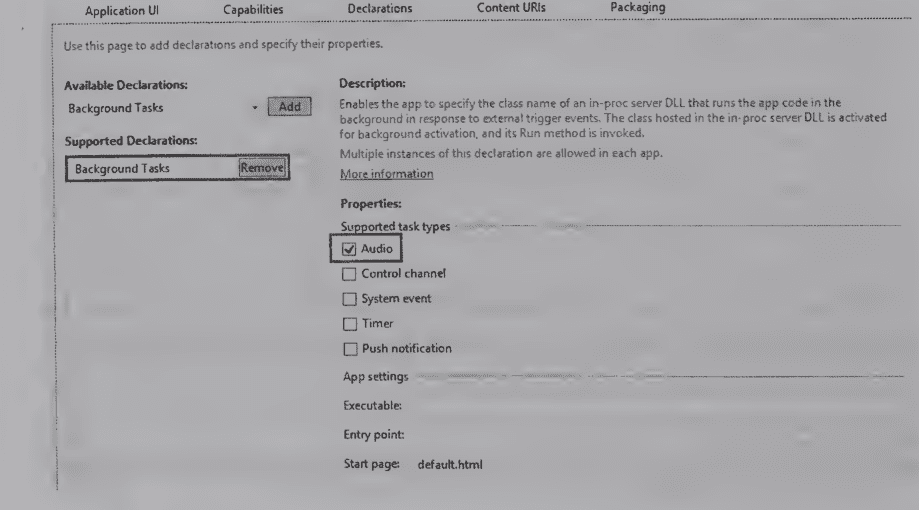 Application UI Capabilities Declarations Content URIs Packaging
Use this page to add declarations and specify their properties.
Available Declarations:
Background Tasks Add
Supported Declarations:
Background Tasks Remove
Description:
Enables the app to specify the class name of an in-proc server DLL that runs the app code in the
background in response to external trigger events. The class hosted in the in-proc server DLL is activated
for background activation, and its Run method is invoked.
Multiple instances of this declaration are allowed in each app.
More information
Properties:
Supported task types
Audio
Control channel
System event
Timer
Push notification
App settings
Executable:
Entry point:
Start page: default.html